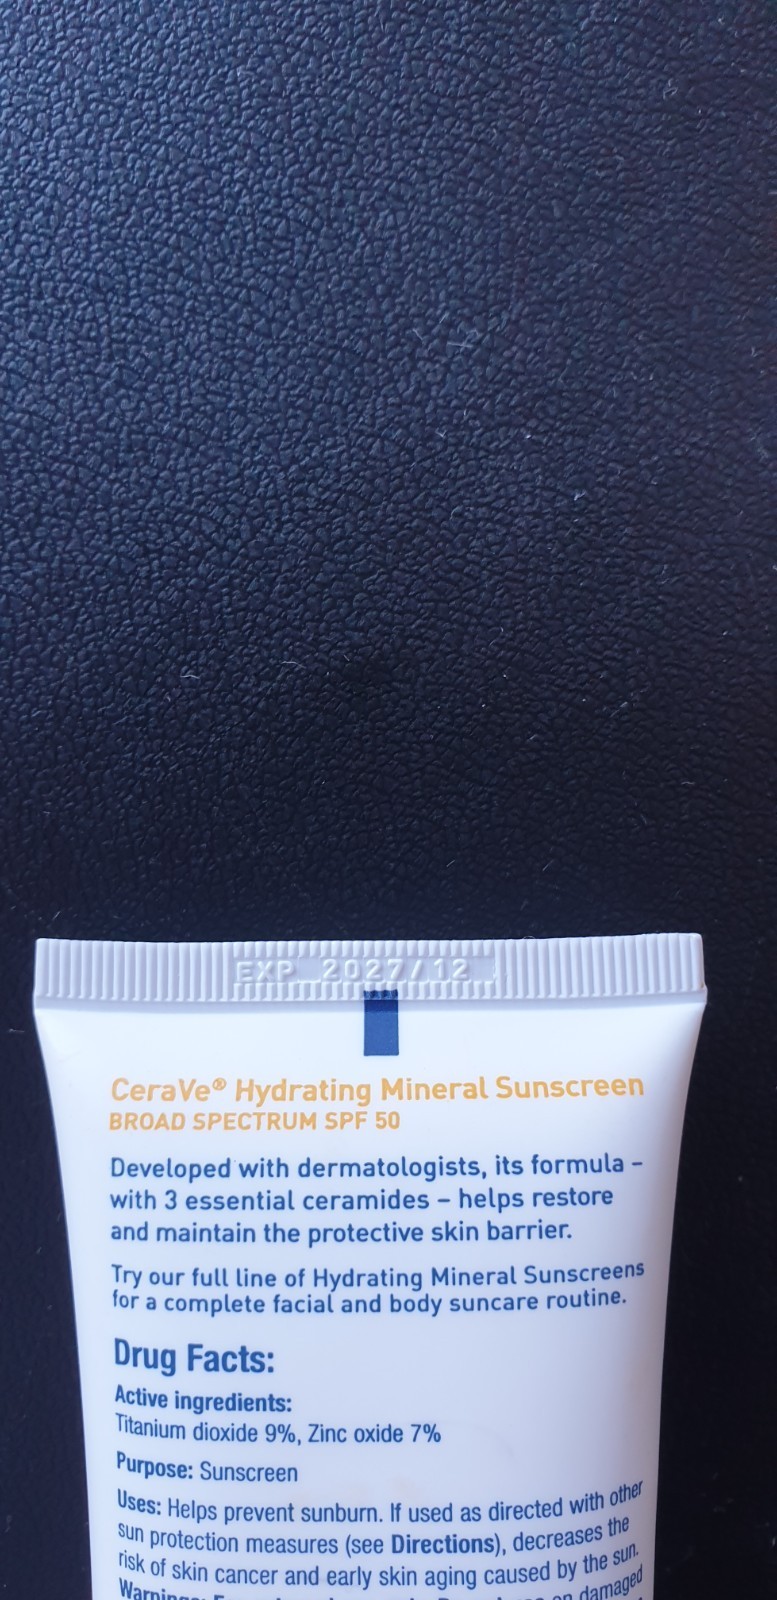 EXP 2027/12
CeraVe® Hydrating Mineral Sunscreen
BROAD SPECTRUM SPF 50
Developed with dermatologists, its formula –
with 3 essential ceramides – helps restore
and maintain the protective skin barrier.
Try our full line of Hydrating Mineral Sunscreens
for a complete facial and body suncare routine.
Drug Facts:
Active ingredients:
Titanium dioxide 9%, Zinc oxide 7%
Purpose: Sunscreen
Uses: Helps prevent sunburn. If used as directed with other
sun protection measures (see Directions), decreases the
risk of skin cancer and early skin aging caused by the sun.
Warnings: on damaged